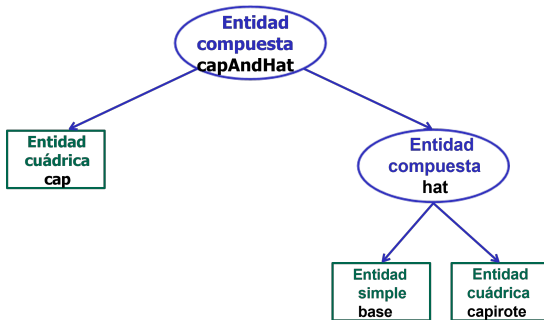 Entidad
compuesta
capAndHat
Entidad
cuádrica
cap
Entidad
compuesta
hat
Entidad
simple
base
Entidad
cuádrica
capirote